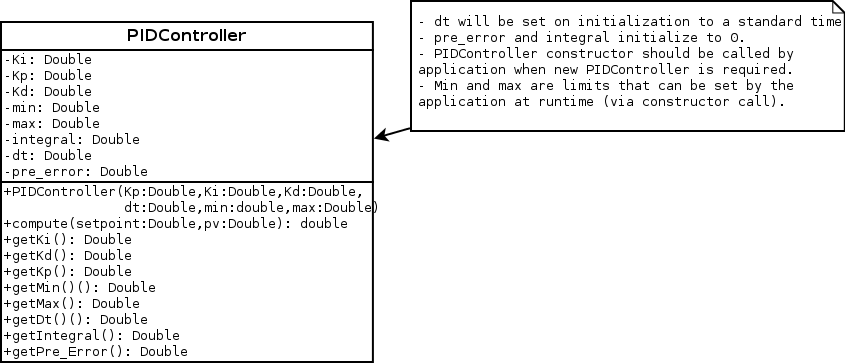 PIDController
-Ki: Double
-Kp: Double
-Kd: Double
-min: Double
-max: Double
-integral: Double
-dt: Double
-pre_error: Double
+PIDController(Kp:Double,Ki:Double,Kd:Double,
dt:Double,min:double,max:Double)
+compute(setpoint:Double,pv:Double): double
+getKi(): Double
+getKd(): Double
+getKp(): Double
+getMin()(): Double
+getMax(): Double
+getDt()(): Double
+getIntegral(): Double
+getPre_Error(): Double
- dt will be set on initialization to a standard time
- pre_error and integral initialize to 0.
- PIDController constructor should be called by
application when new PIDController is required.
- Min and max are limits that can be set by the
application at runtime (via constructor call).